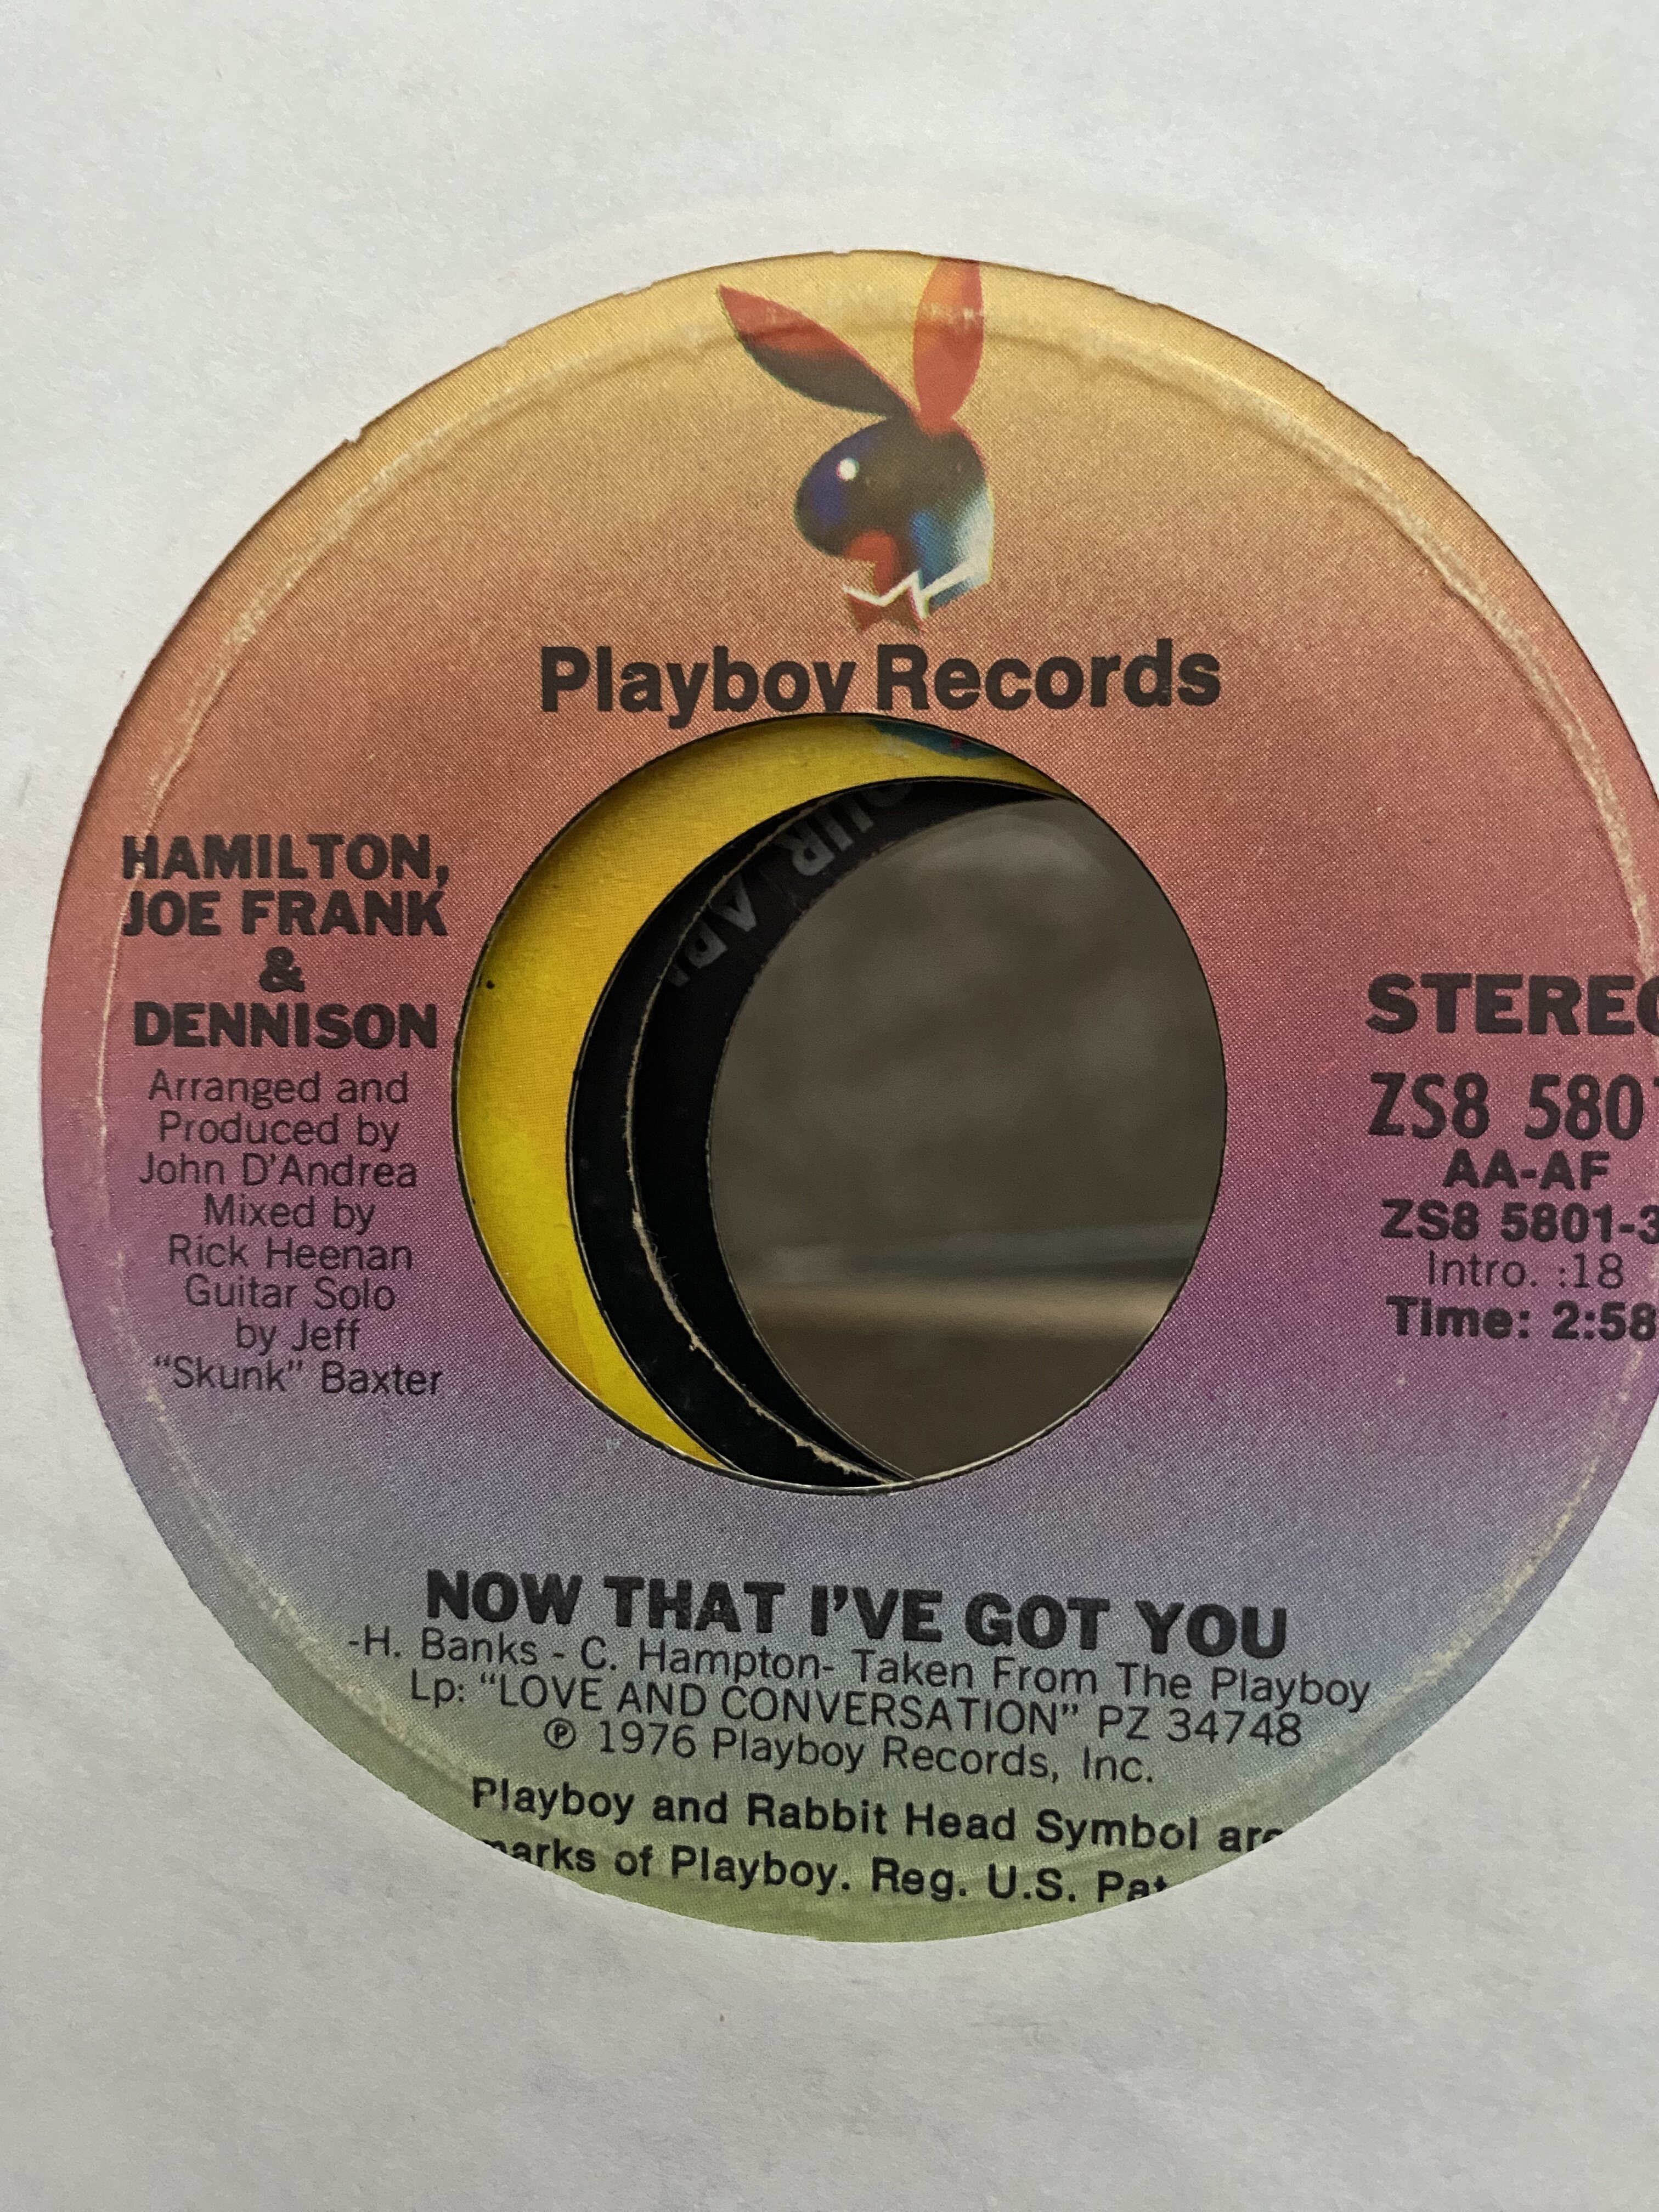 Playboy Records
HAMILTON,
JOE FRANK
&
DENNISON
Arranged and
Produced by
John D'Andrea
Mixed by
Rick Heenan
Guitar Solo
by Jeff
"Skunk" Baxter
STEREO
ZS8 5801
AA-AF
ZS8 5801-3
Intro. :18
Time: 2:58
NOW THAT I'VE GOT YOU
-H. Banks - C. Hampton- Taken From The Playboy
Lp: "LOVE AND CONVERSATION" PZ 34748
℗ 1976 Playboy Records, Inc.
Playboy and Rabbit Head Symbol are
marks of Playboy. Reg. U.S. Pat